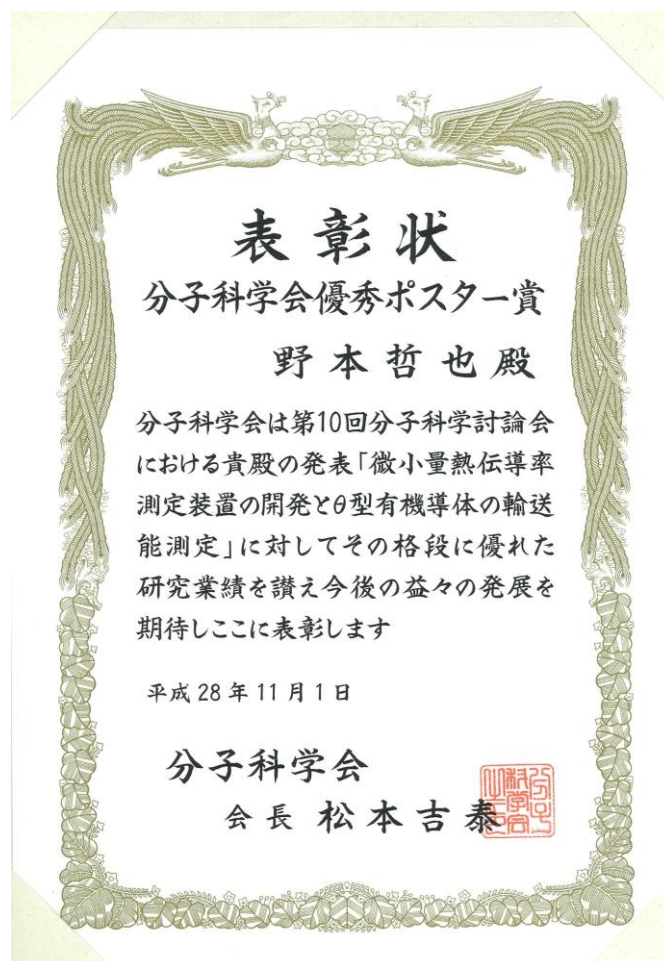 表彰状
分子科学会優秀ポスター賞
野本哲也殿
分子科学会は第10回分子科学討論会
における貴殿の発表「微小量熱伝導率
測定装置の開発とθ型有機導体の輸送
能測定」に対してその格段に優れた
研究業績を讃え今後の益々の発展を
期待しここに表彰します
平成28年11月1日
分子科学会
会長 松本吉泰